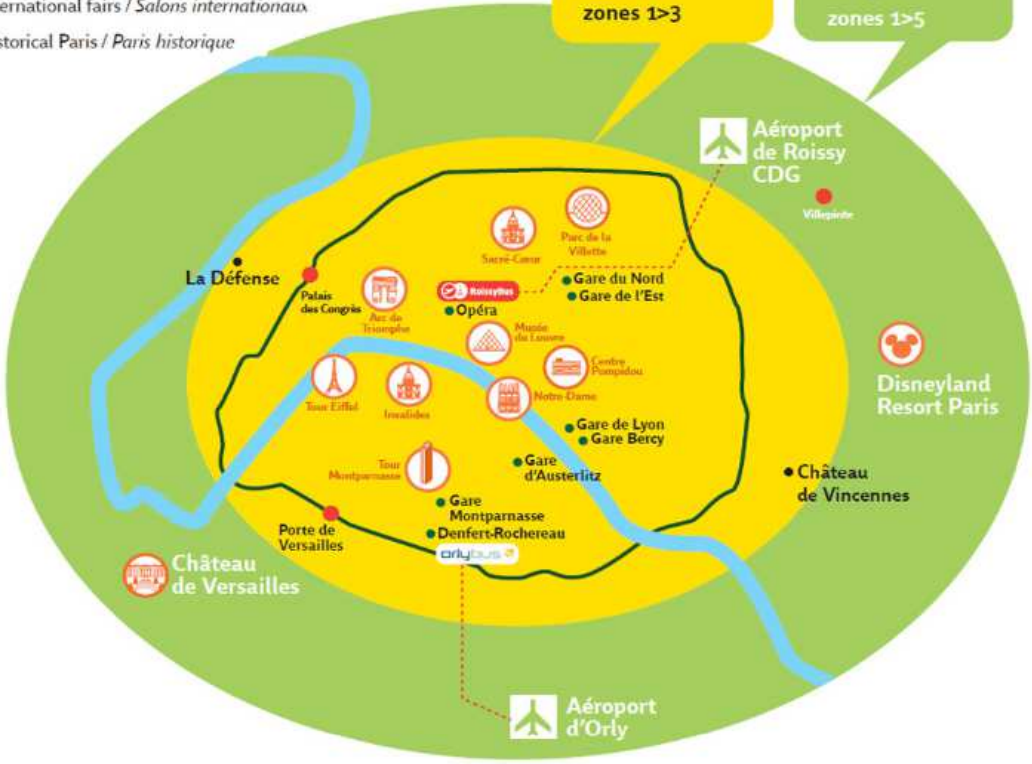 ernational fairs / Salons internationaux
storical Paris / Paris historique
zones 1>3
zones 1>5
Aéroport
de Roissy
CDG
Villepinte
Parc de la
Villette
Sacré-Cœur
La Défense
Palais
des Congrès
Arc de
Triomphe
RoissyBus
Opéra
Gare du Nord
Gare de l'Est
Musée
du Louvre
Centre
Pompidou
Disneyland
Resort Paris
Tour Eiffel
Invalides
Notre-Dame
Gare de Lyon
Gare Bercy
Tour
Montparnasse
Gare
d'Austerlitz
Château
de Vincennes
Gare
Montparnasse
Denfert-Rochereau
orlybus
Porte de
Versailles
Château
de Versailles
Aéroport
d'Orly